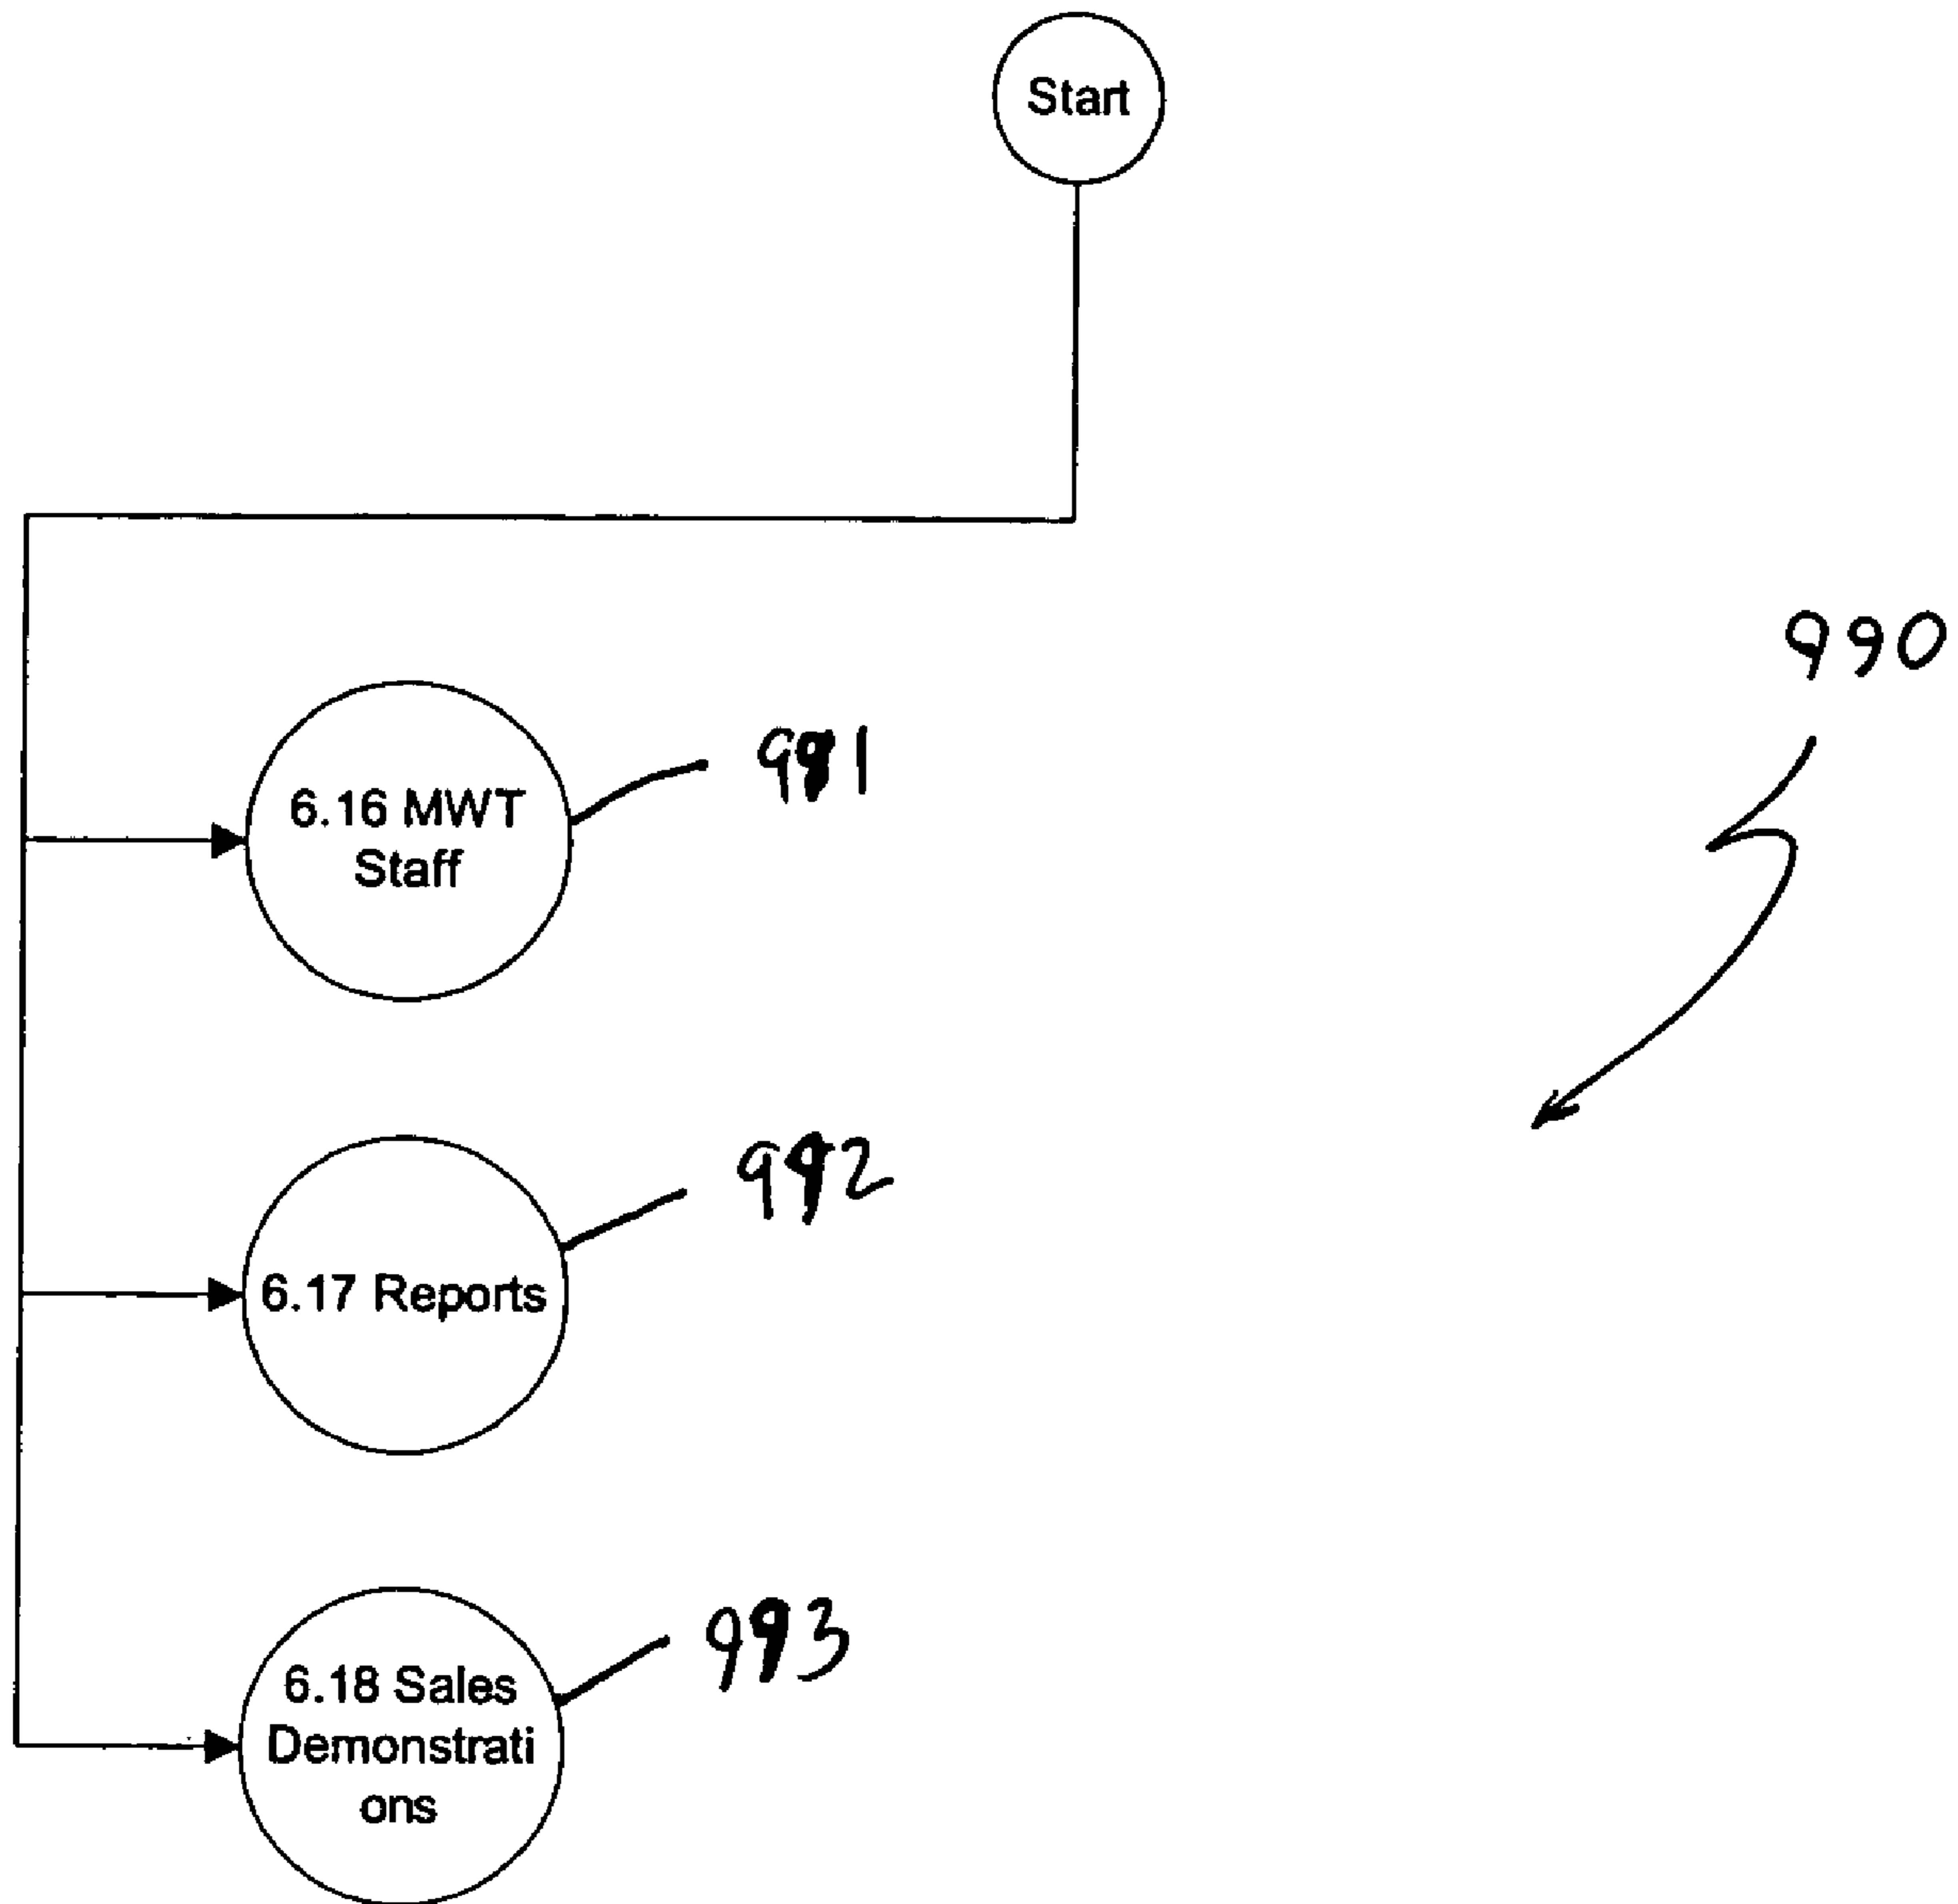 Start
990
6.16 MWT
Staff
991
6.17 Reports
992
6.18 Sales
Demonstrati
ons
993